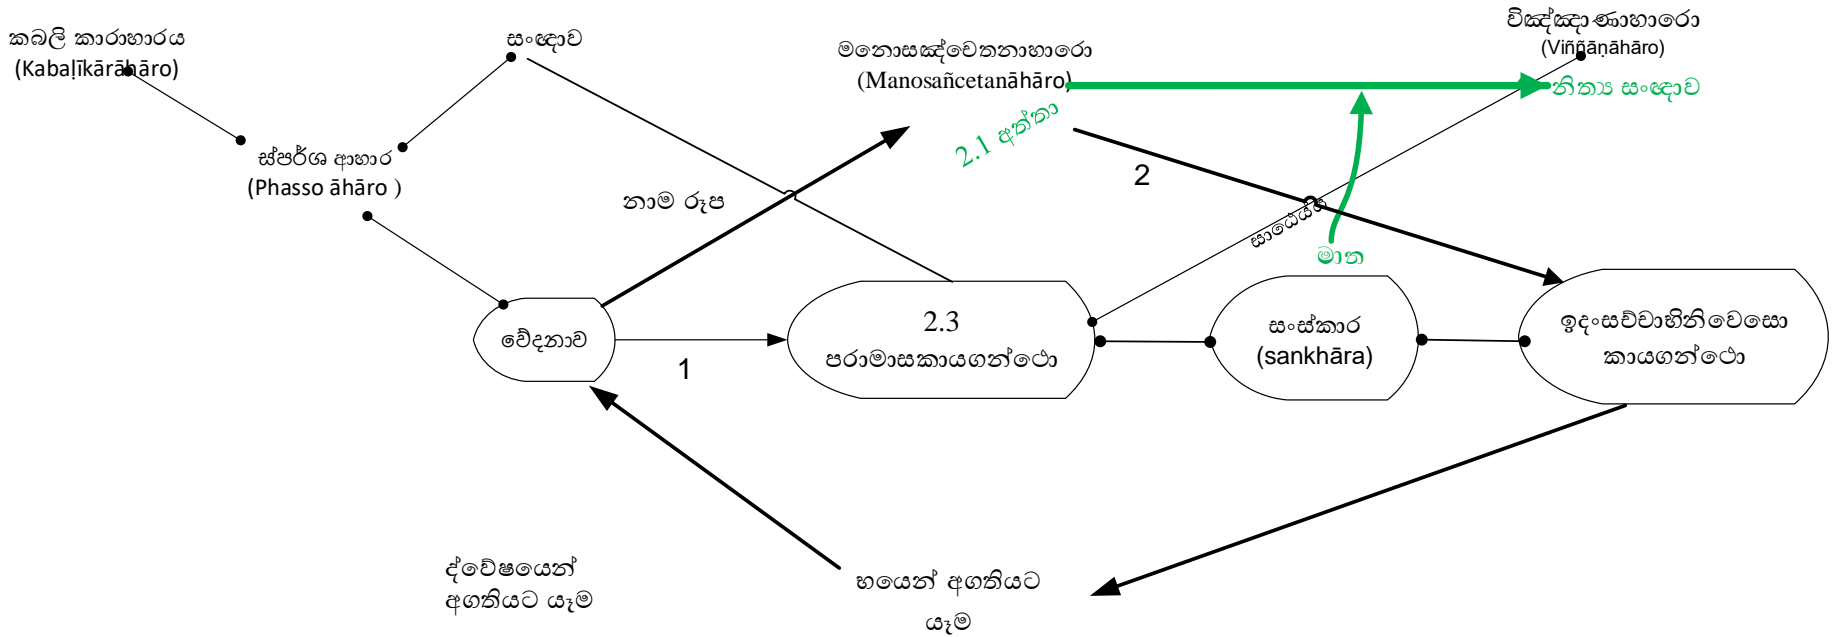 කබලි කාරාහාරය
(Kabaḷīkārāhāro)
සංඥාව
ස්පර්ශ ආහාර
(Phasso āhāro )
මනොසඤ්චෙතනාහාරො
(Manosañcetanāhāro)
විඤ්ඤාණාහාරො
(Viññāṇāhāro)
නිත්‍ය සංඥාව
2.1 අත්තා
2
නාම රූප
සාඨෙය්‍ය
මාන
වේදනාව
1
2.3
පරාමාසකායගන්ථො
සංස්කාර
(sankhāra)
ඉදංසච්චාභිනිවෙසො
කායගන්ථො
ද්වේෂයෙන්
අගතියට යෑම
භයෙන් අගතියට
යෑම